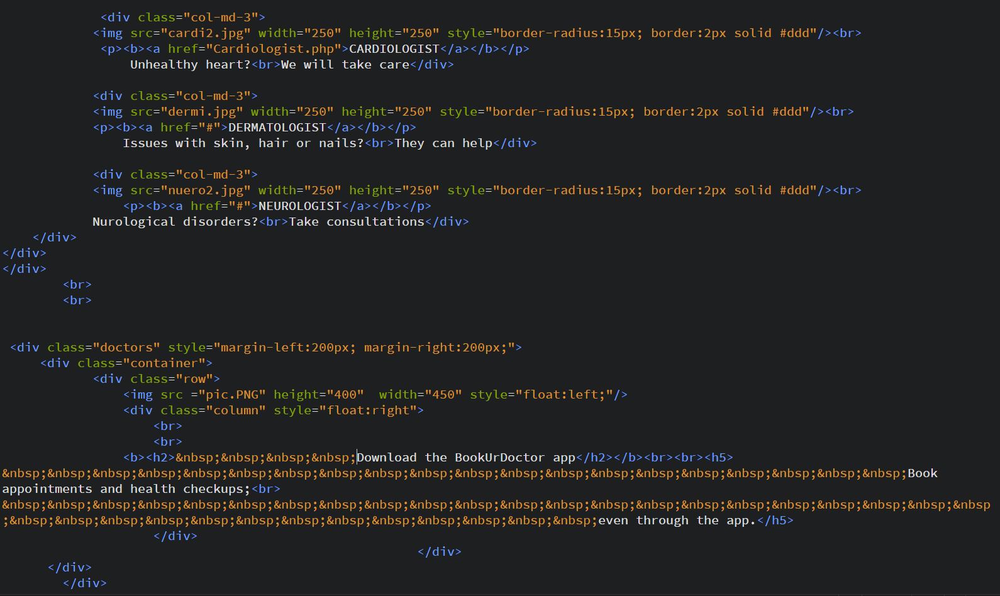 <div class="col-md-3">
<img src="cardi2.jpg" width="250" height="250" style="border-radius:15px; border:2px solid #ddd"/><br>
<p><b><a href="Cardiologist.php">CARDIOLOGIST</a></b></p>
Unhealthy heart?<br>We will take care</div>
<div class="col-md-3">
<img src="dermi.jpg" width="250" height="250" style="border-radius:15px; border:2px solid #ddd"/><br>
<p><b><a href="#">DERMATOLOGIST</a></b></p>
Issues with skin, hair or nails?<br>They can help</div>
<div class="col-md-3">
<img src="nuero2.jpg" width="250" height="250" style="border-radius:15px; border:2px solid #ddd"/><br>
<p><b><a href="#">NEUROLOGIST</a></b></p>
Nurological disorders?<br>Take consultations</div>
</div>
</div>
</div>
<br>
<br>
<div class="doctors" style="margin-left:200px; margin-right:200px;">
<div class="container">
<div class="row">
<img src ="pic.PNG" height="400"  width="450" style="float:left;"/>
<div class="column" style="float:right">
<br>
<br>
<b><h2>&nbsp;&nbsp;&nbsp;&nbsp;Download the BookUrDoctor app</h2></b><br><br><h5>
&nbsp;&nbsp;&nbsp;&nbsp;&nbsp;&nbsp;&nbsp;&nbsp;&nbsp;&nbsp;&nbsp;&nbsp;&nbsp;&nbsp;&nbsp;&nbsp;&nbsp;&nbsp;&nbsp;&nbsp;Book
appointments and health checkups;<br>
&nbsp;&nbsp;&nbsp;&nbsp;&nbsp;&nbsp;&nbsp;&nbsp;&nbsp;&nbsp;&nbsp;&nbsp;&nbsp;&nbsp;&nbsp;&nbsp;&nbsp;&nbsp;&nbsp;&nbsp;&nbsp;&nbsp
;&nbsp;&nbsp;&nbsp;&nbsp;&nbsp;&nbsp;&nbsp;&nbsp;&nbsp;&nbsp;&nbsp;&nbsp;&nbsp;even through the app.</h5>
</div>
</div>
</div>
</div>